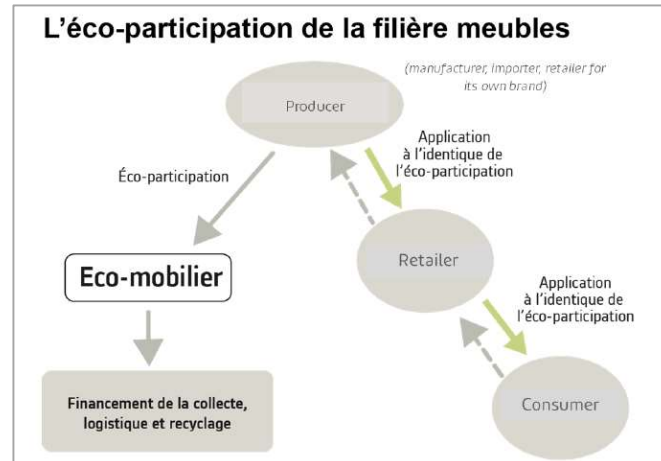 L'éco-participation de la filière meubles
(manufacturer, importer, retailer for
its own brand)
Producer
Application
à l'identique de
l'éco-participation
Éco-participation
Eco-mobilier
Retailer
Application
à l'identique de
l'éco-participation
Financement de la collecte,
logistique et recyclage
Consumer